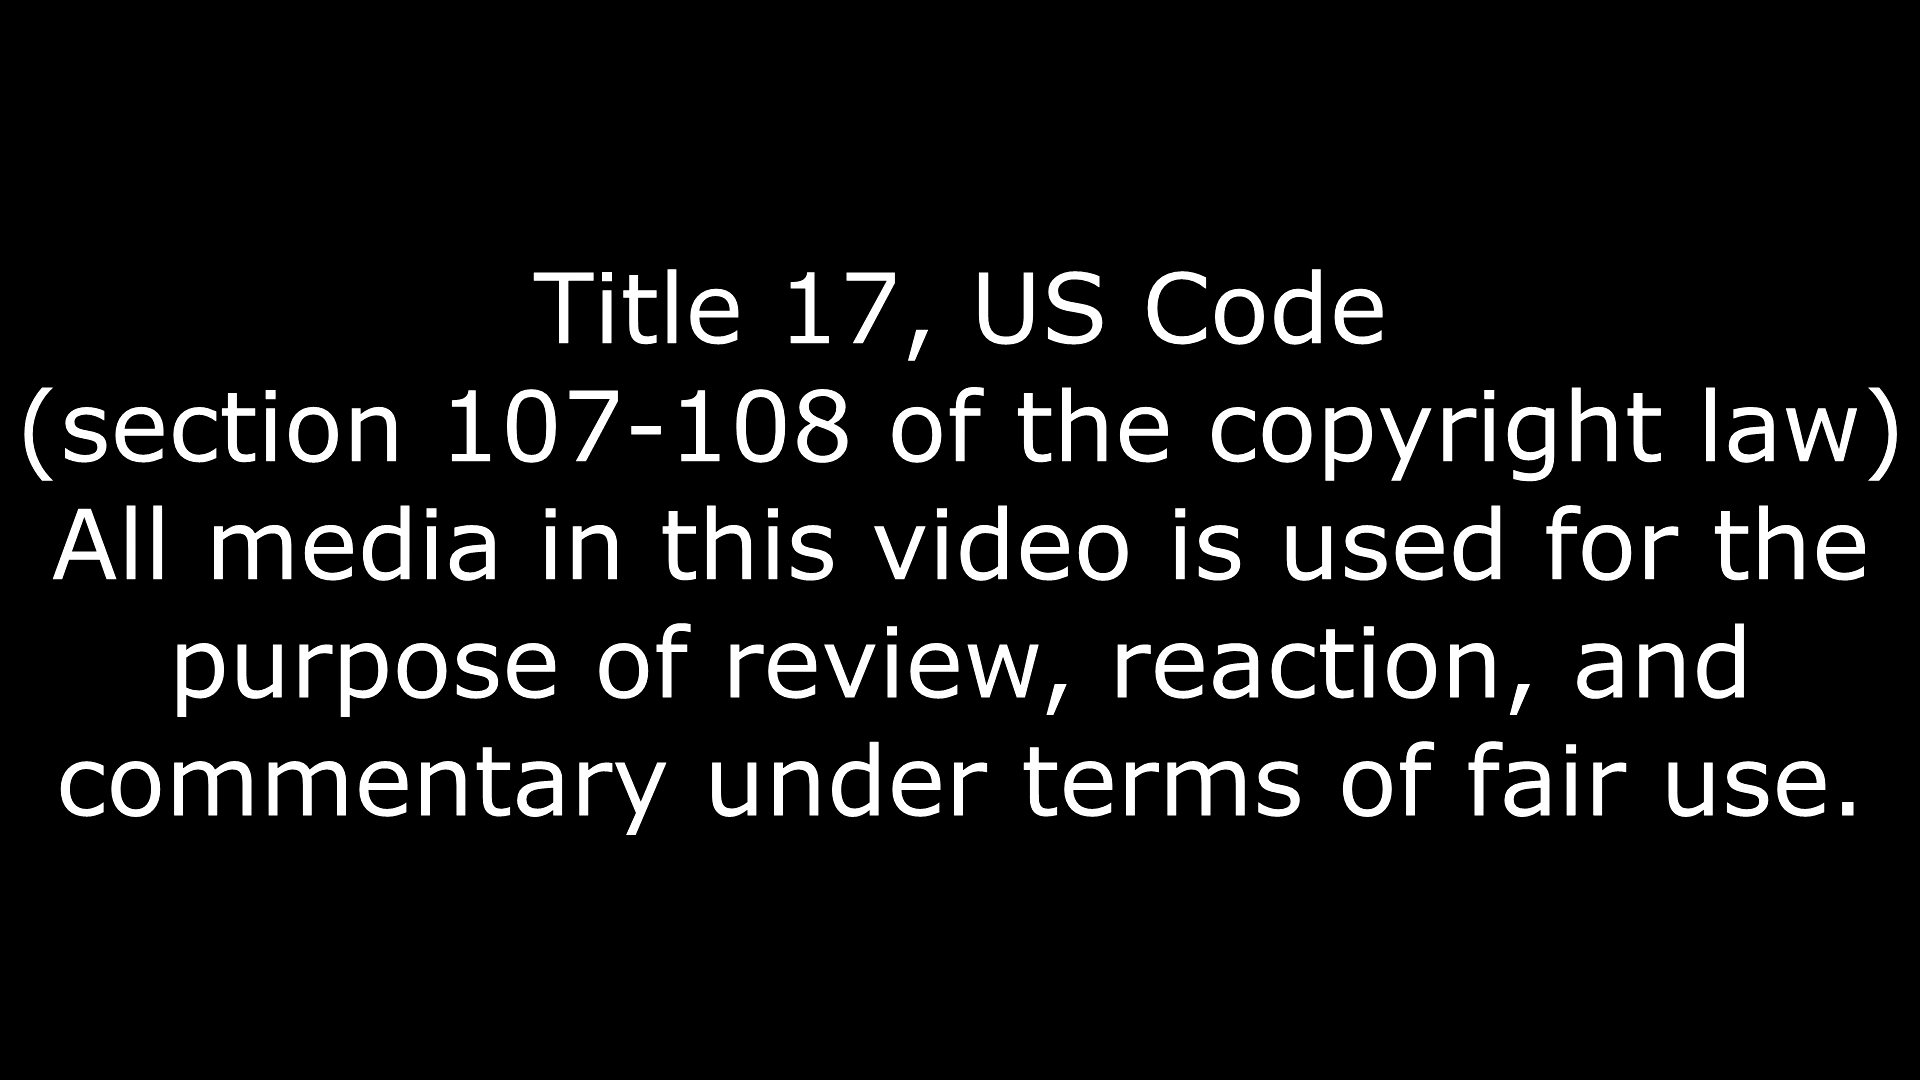 Title 17, US Code
(section 107-108 of the copyright law)
All media in this video is used for the
purpose of review, reaction, and
commentary under terms of fair use.